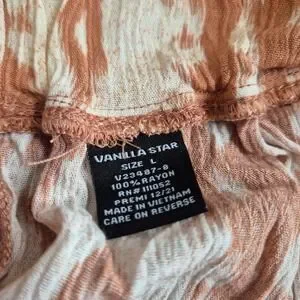 VANILLA STAR
SIZE L
V23487-8
100% RAYON
RN# 111052
PREMI 12/21
MADE IN VIETNAM
CARE ON REVERSE